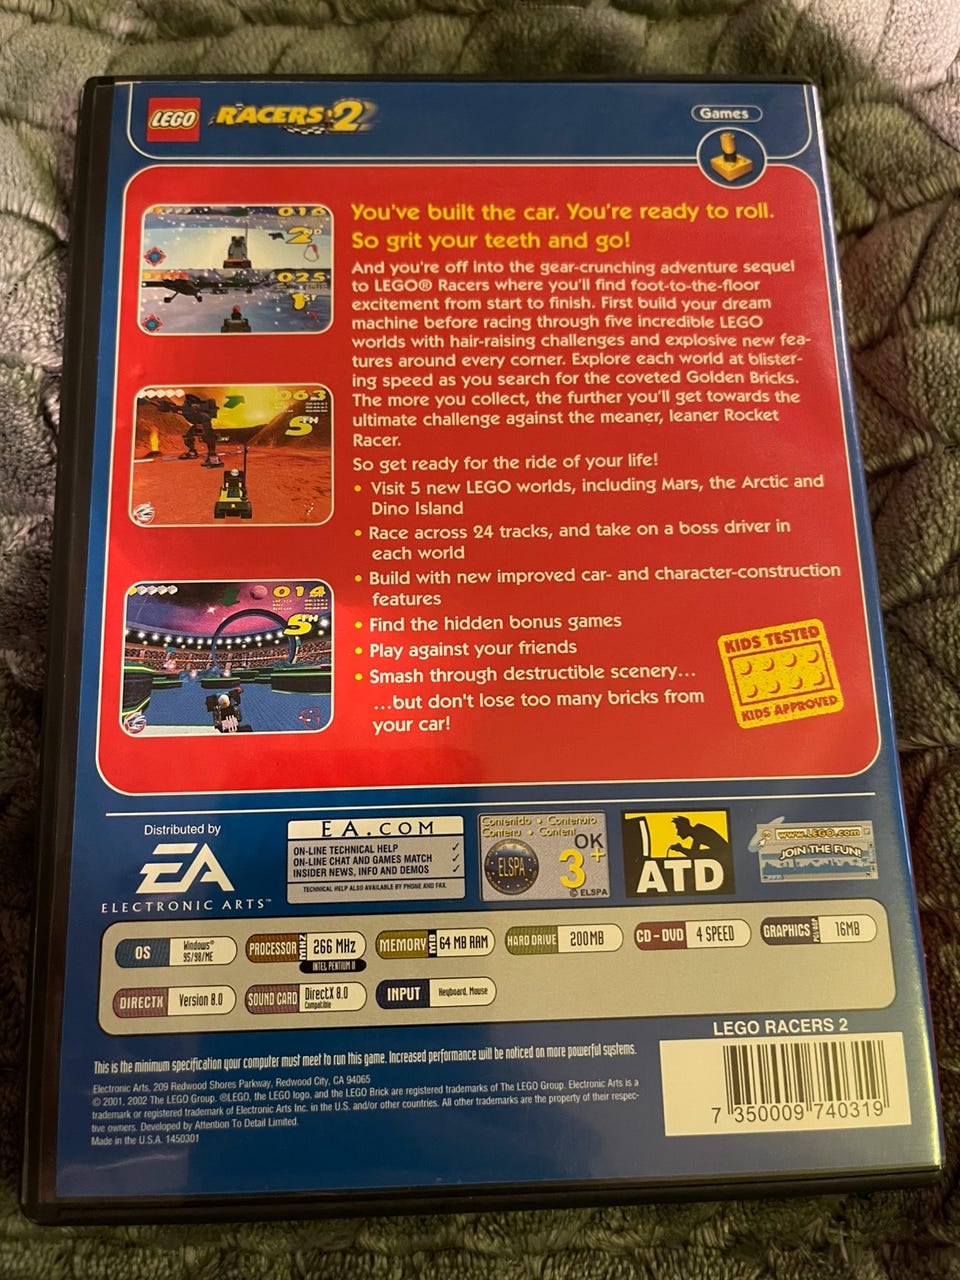 LEGO RACERS 2
Games
016
2ND
025
1ST
063
5TH
014
5TH
You've built the car. You're ready to roll.
So grit your teeth and go!
And you're off into the gear-crunching adventure sequel
to LEGO® Racers where you'll find foot-to-the-floor
excitement from start to finish. First build your dream
machine before racing through five incredible LEGO
worlds with hair-raising challenges and explosive new fea-
tures around every corner. Explore each world at blister-
ing speed as you search for the coveted Golden Bricks.
The more you collect, the further you'll get towards the
ultimate challenge against the meaner, leaner Rocket
Racer.
So get ready for the ride of your life!
• Visit 5 new LEGO worlds, including Mars, the Arctic and
Dino Island
• Race across 24 tracks, and take on a boss driver in
each world
• Build with new improved car- and character-construction
features
• Find the hidden bonus games
• Play against your friends
• Smash through destructible scenery...
...but don't lose too many bricks from
your car!
KIDS TESTED
KIDS APPROVED
Distributed by
EA
ELECTRONIC ARTS™
EA.COM
ON-LINE TECHNICAL HELP ✓
ON-LINE CHAT AND GAMES MATCH ✓
INSIDER NEWS, INFO AND DEMOS ✓
TECHNICAL HELP ALSO AVAILABLE BY PHONE AND FAX.
Contenido • Contenuto
Contenu • Content
OK
3+
ELSPA
© ELSPA
ATD
www.LEGO.com
JOIN THE FUN!
OS Windows® 95/98/ME
PROCESSOR MHz 266 MHz INTEL PENTIUM II
MEMORY MB 64 MB RAM
HARD DRIVE 200MB
CD - DVD 4 SPEED
GRAPHICS 16MB
DIRECTX Version 8.0
SOUND CARD DirectX 8.0 Compatible
INPUT Keyboard, Mouse
This is the minimum specification your computer must meet to run this game. Increased performance will be noticed on more powerful systems.
Electronic Arts, 209 Redwood Shores Parkway, Redwood City, CA 94065
© 2001, 2002 The LEGO Group. ®LEGO, the LEGO logo, and the LEGO Brick are registered trademarks of The LEGO Group. Electronic Arts is a
trademark or registered trademark of Electronic Arts Inc. in the U.S. and/or other countries. All other trademarks are the property of their respec-
tive owners. Developed by Attention To Detail Limited.
Made in the U.S.A. 1450301
LEGO RACERS 2
7 350009 740319